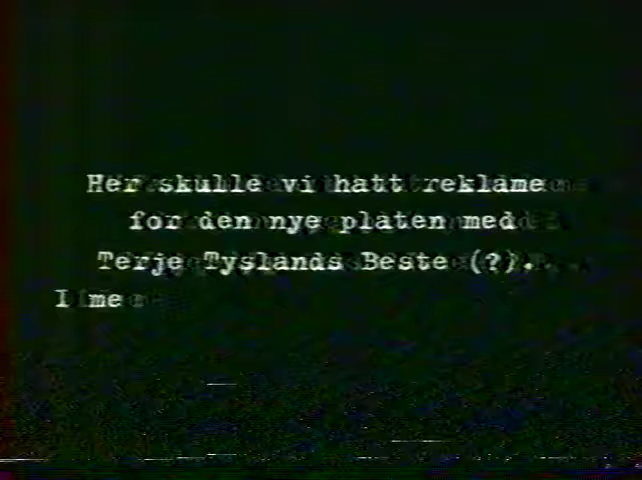 Her skulle vi hatt reklame
for den nye platen med
Terje Tyslands Beste (?).
I me